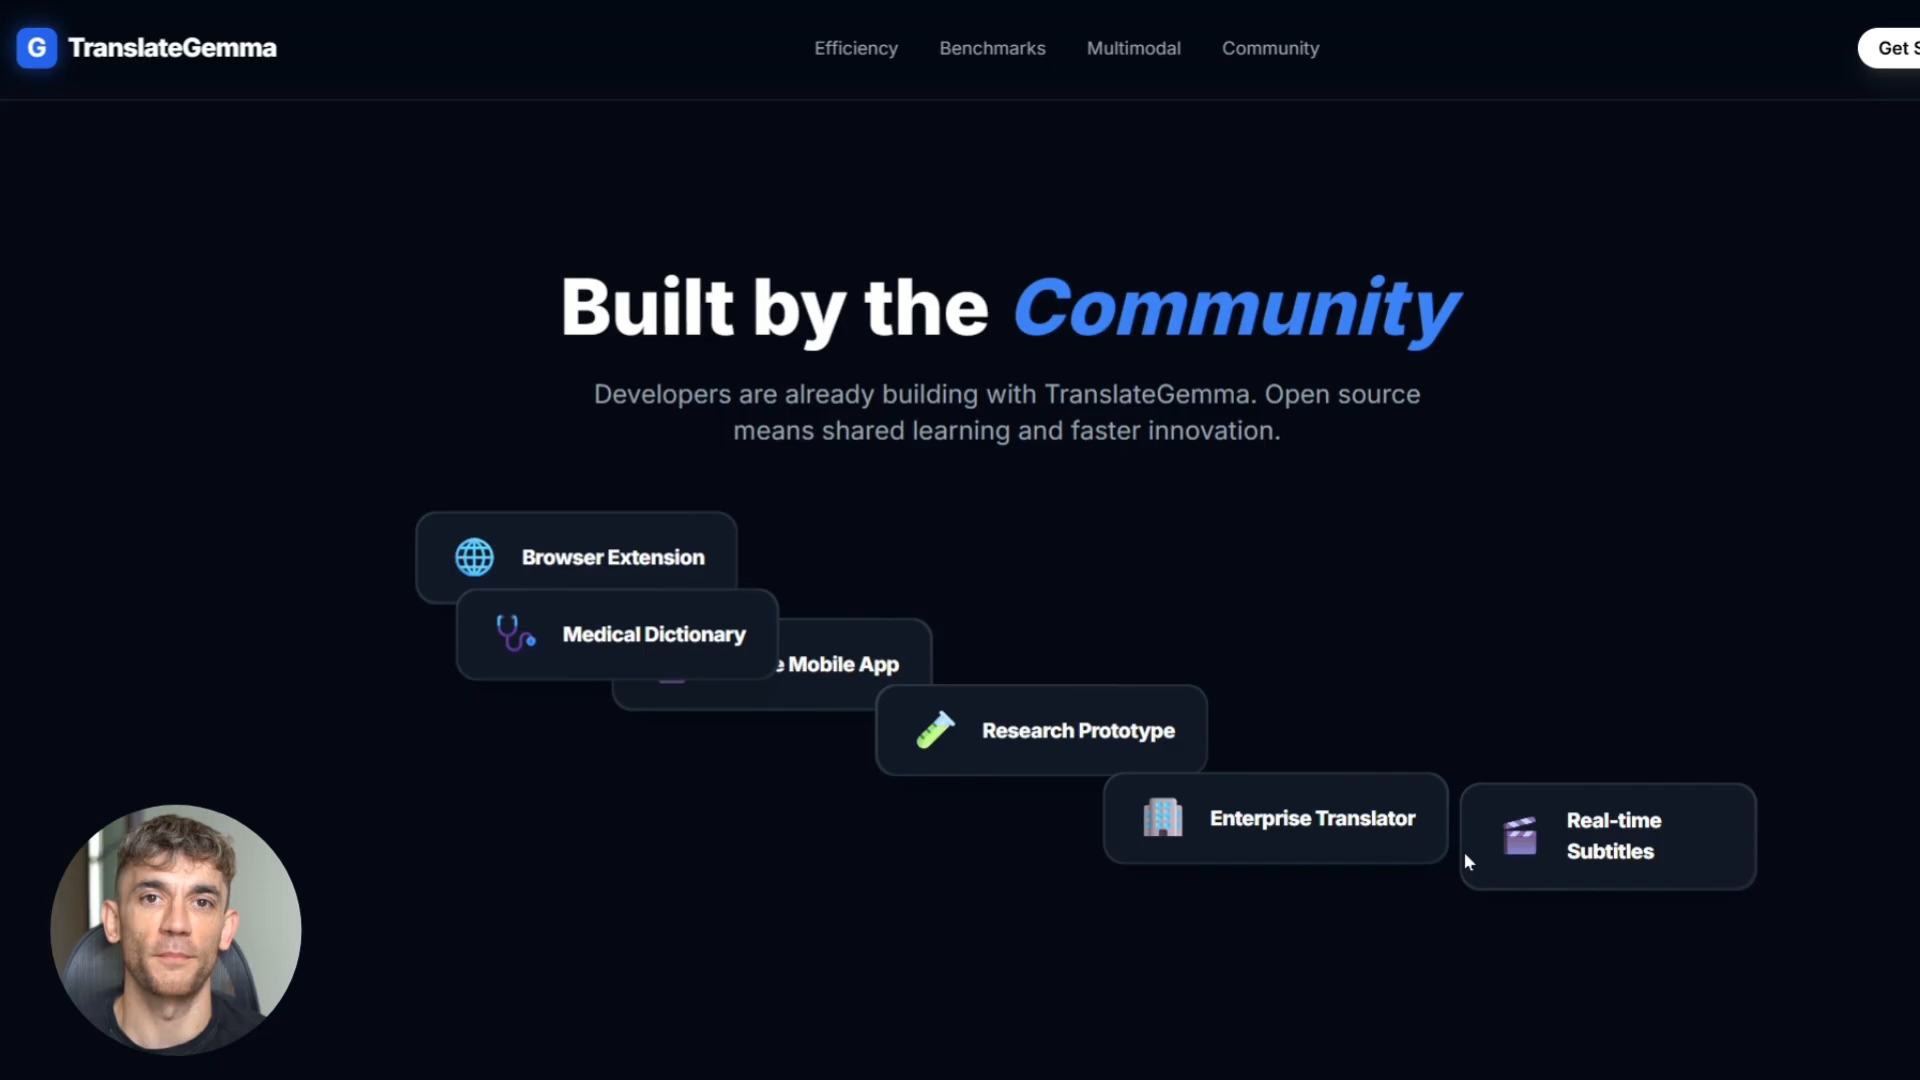 G TranslateGemma
Efficiency
Benchmarks
Multimodal
Community
Get
Built by the Community
Developers are already building with TranslateGemma. Open source
means shared learning and faster innovation.
Browser Extension
Medical Dictionary
Mobile App
Research Prototype
Enterprise Translator
Real-time
Subtitles